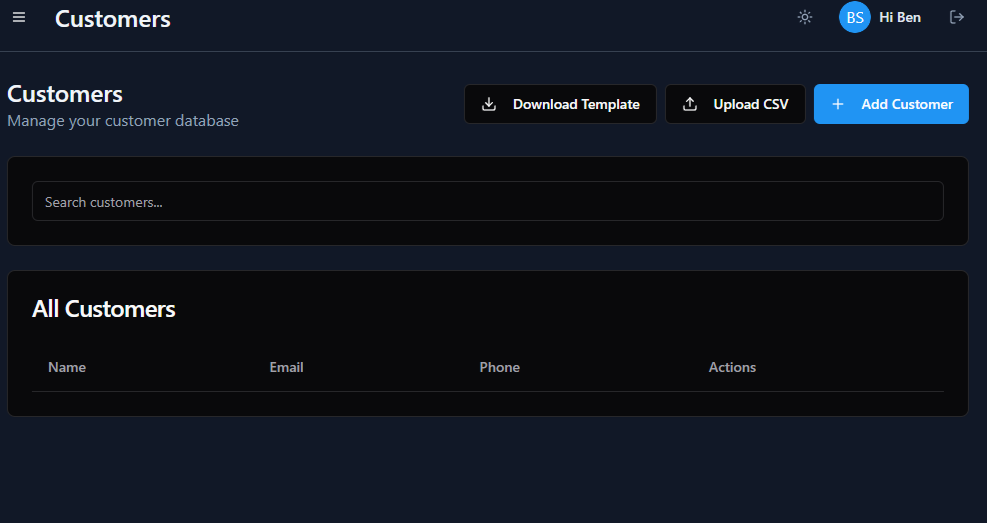 Customers
BS Hi Ben
Customers
Manage your customer database
Download Template
Upload CSV
Add Customer
Search customers...
All Customers
Name Email Phone Actions